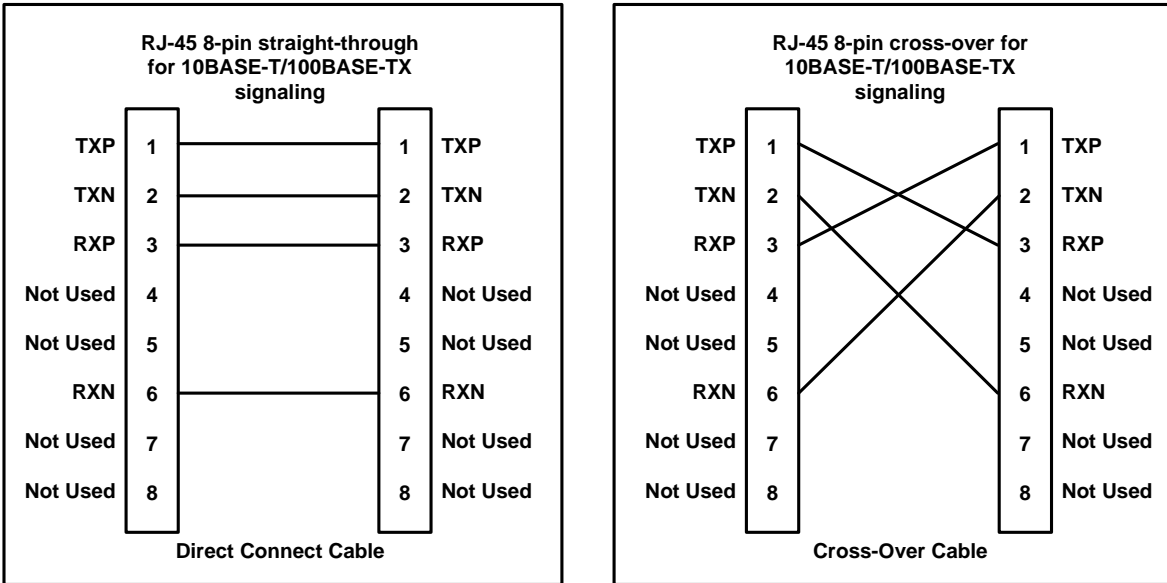 RJ-45 8-pin straight-through
for 10BASE-T/100BASE-TX
signaling
TXP 1 1 TXP
TXN 2 2 TXN
RXP 3 3 RXP
Not Used 4 4 Not Used
Not Used 5 5 Not Used
RXN 6 6 RXN
Not Used 7 7 Not Used
Not Used 8 8 Not Used
Direct Connect Cable
RJ-45 8-pin cross-over for
10BASE-T/100BASE-TX
signaling
TXP 1 1 TXP
TXN 2 2 TXN
RXP 3 3 RXP
Not Used 4 4 Not Used
Not Used 5 5 Not Used
RXN 6 6 RXN
Not Used 7 7 Not Used
Not Used 8 8 Not Used
Cross-Over Cable